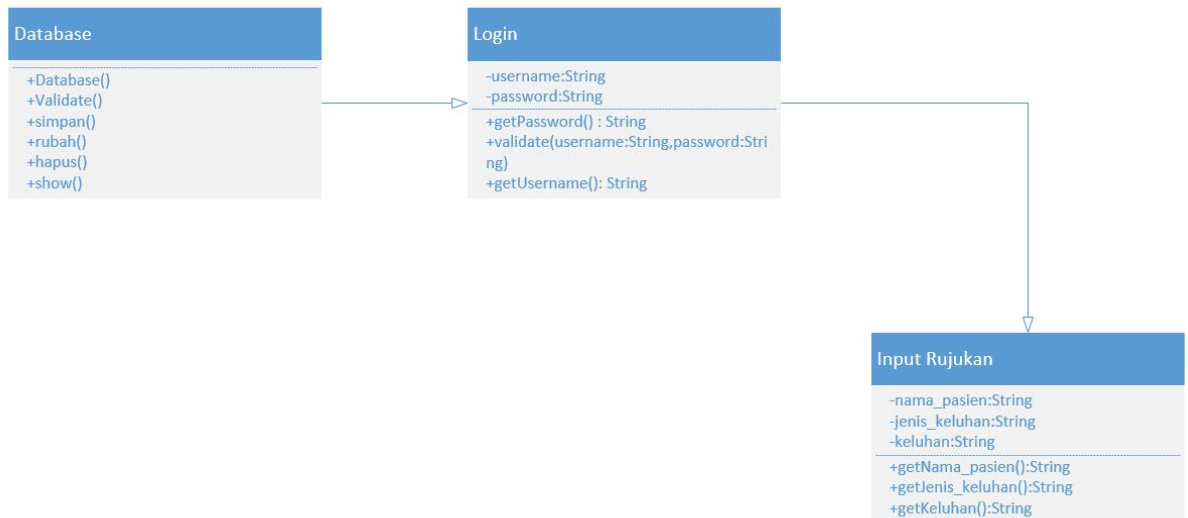 Database
+Database()
+Validate()
+simpan()
+rubah()
+hapus()
+show()
Login
-username:String
-password:String
+getPassword() : String
+validate(username:String,password:Stri
ng)
+getUsername(): String
Input Rujukan
-nama_pasien:String
-jenis_keluhan:String
-keluhan:String
+getNama_pasien():String
+getJenis_keluhan():String
+getKeluhan():String